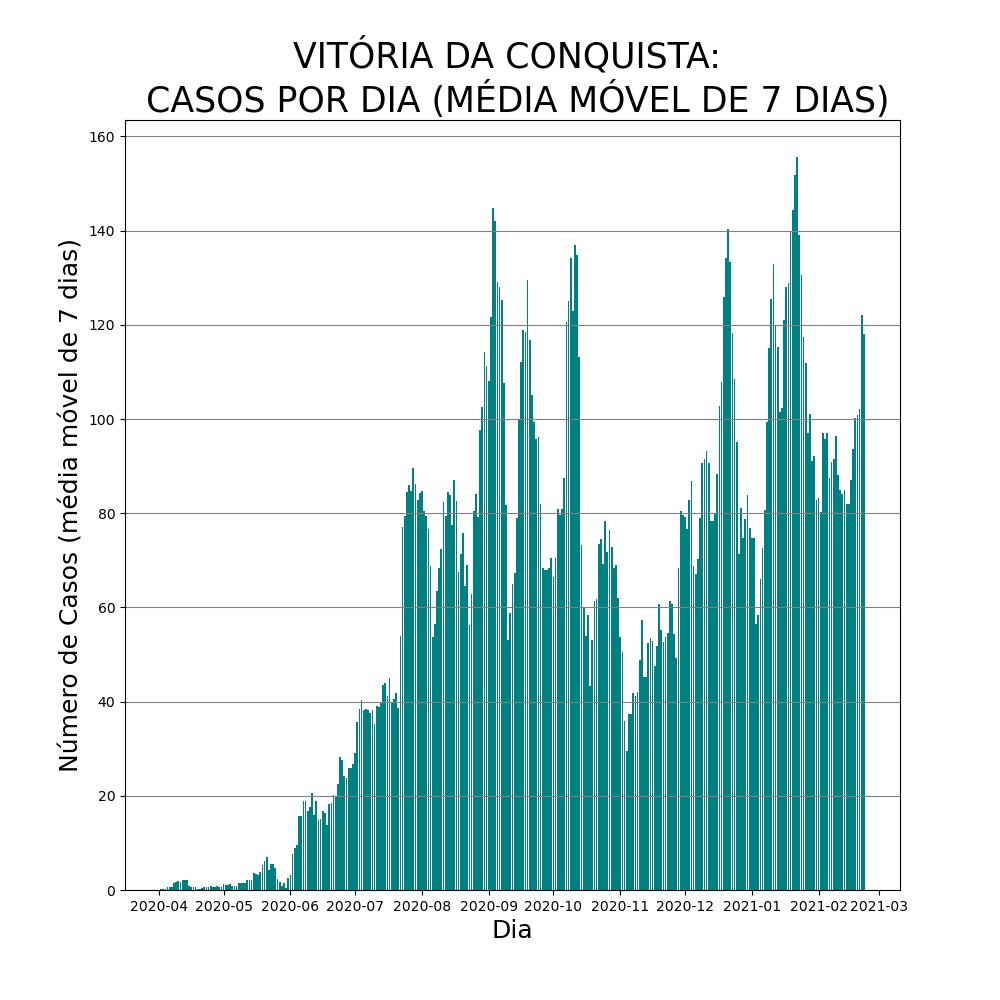 VITÓRIA DA CONQUISTA:
CASOS POR DIA (MÉDIA MÓVEL DE 7 DIAS)
Número de Casos (média móvel de 7 dias)
160
140
120
100
80
60
40
20
0
2020-04 2020-05 2020-06 2020-07 2020-08 2020-09 2020-10 2020-11 2020-12 2021-01 2021-02 2021-03
Dia